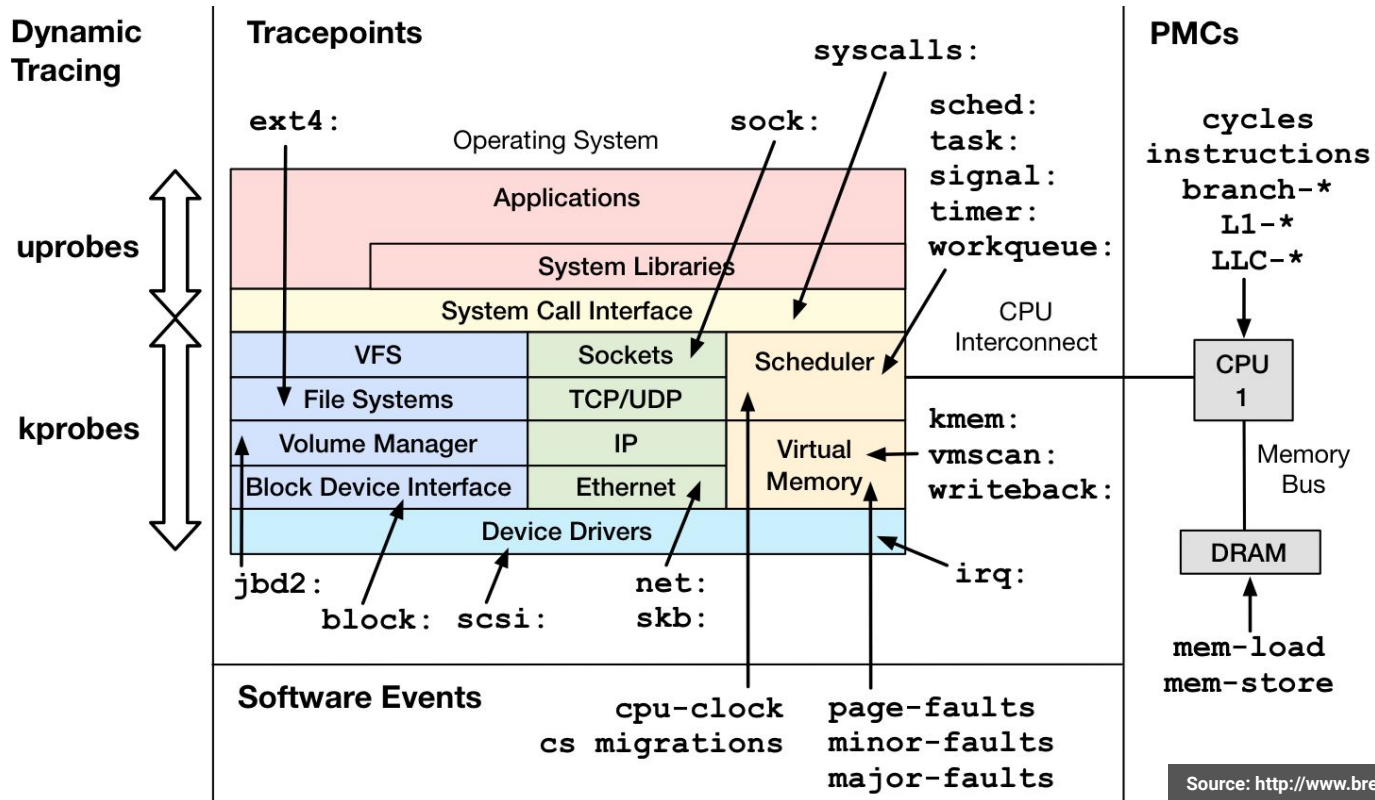 Dynamic
Tracing
uprobes
kprobes
Tracepoints
syscalls:
ext4:
Operating System
sock:
sched:
task:
signal:
timer:
workqueue:
Applications
System Libraries
System Call Interface
VFS
Sockets
Scheduler
File Systems
TCP/UDP
Volume Manager
IP
Virtual
Memory
Block Device Interface
Ethernet
Device Drivers
CPU
Interconnect
kmem:
vmscan:
writeback:
jbd2:
block:
scsi:
net:
skb:
irq:
Software Events
cpu-clock
cs migrations
page-faults
minor-faults
major-faults
PMCs
cycles
instructions
branch-*
L1-*
LLC-*
CPU
1
Memory
Bus
DRAM
mem-load
mem-store
Source: http://www.bre